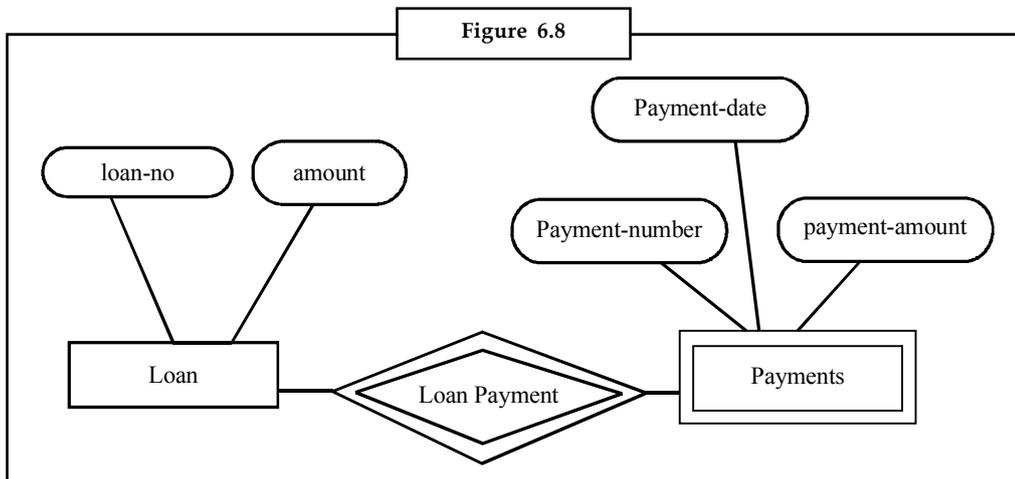 Figure 6.8
Payment-date
loan-no
amount
Payment-number
payment-amount
Loan
Loan Payment
Payments